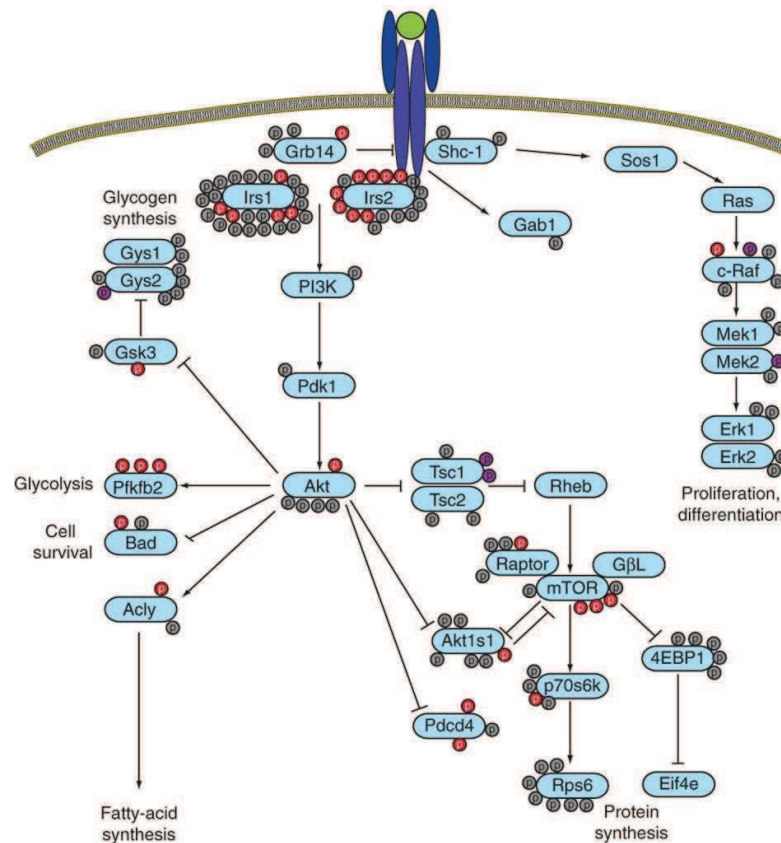 Grb14
Shc-1
Sos1
Irs1
Irs2
Ras
Glycogen
synthesis
Gab1
Gys1
Gys2
PI3K
c-Raf
Gsk3
Mek1
Mek2
Pdk1
Erk1
Erk2
Glycolysis
Pfkfb2
Akt
Tsc1
Tsc2
Rheb
Proliferation,
differentiation
Cell
survival
Bad
Raptor
GβL
mTOR
Acly
Akt1s1
4EBP1
p70s6k
Pdcd4
Rps6
Eif4e
Fatty-acid
synthesis
Protein
synthesis